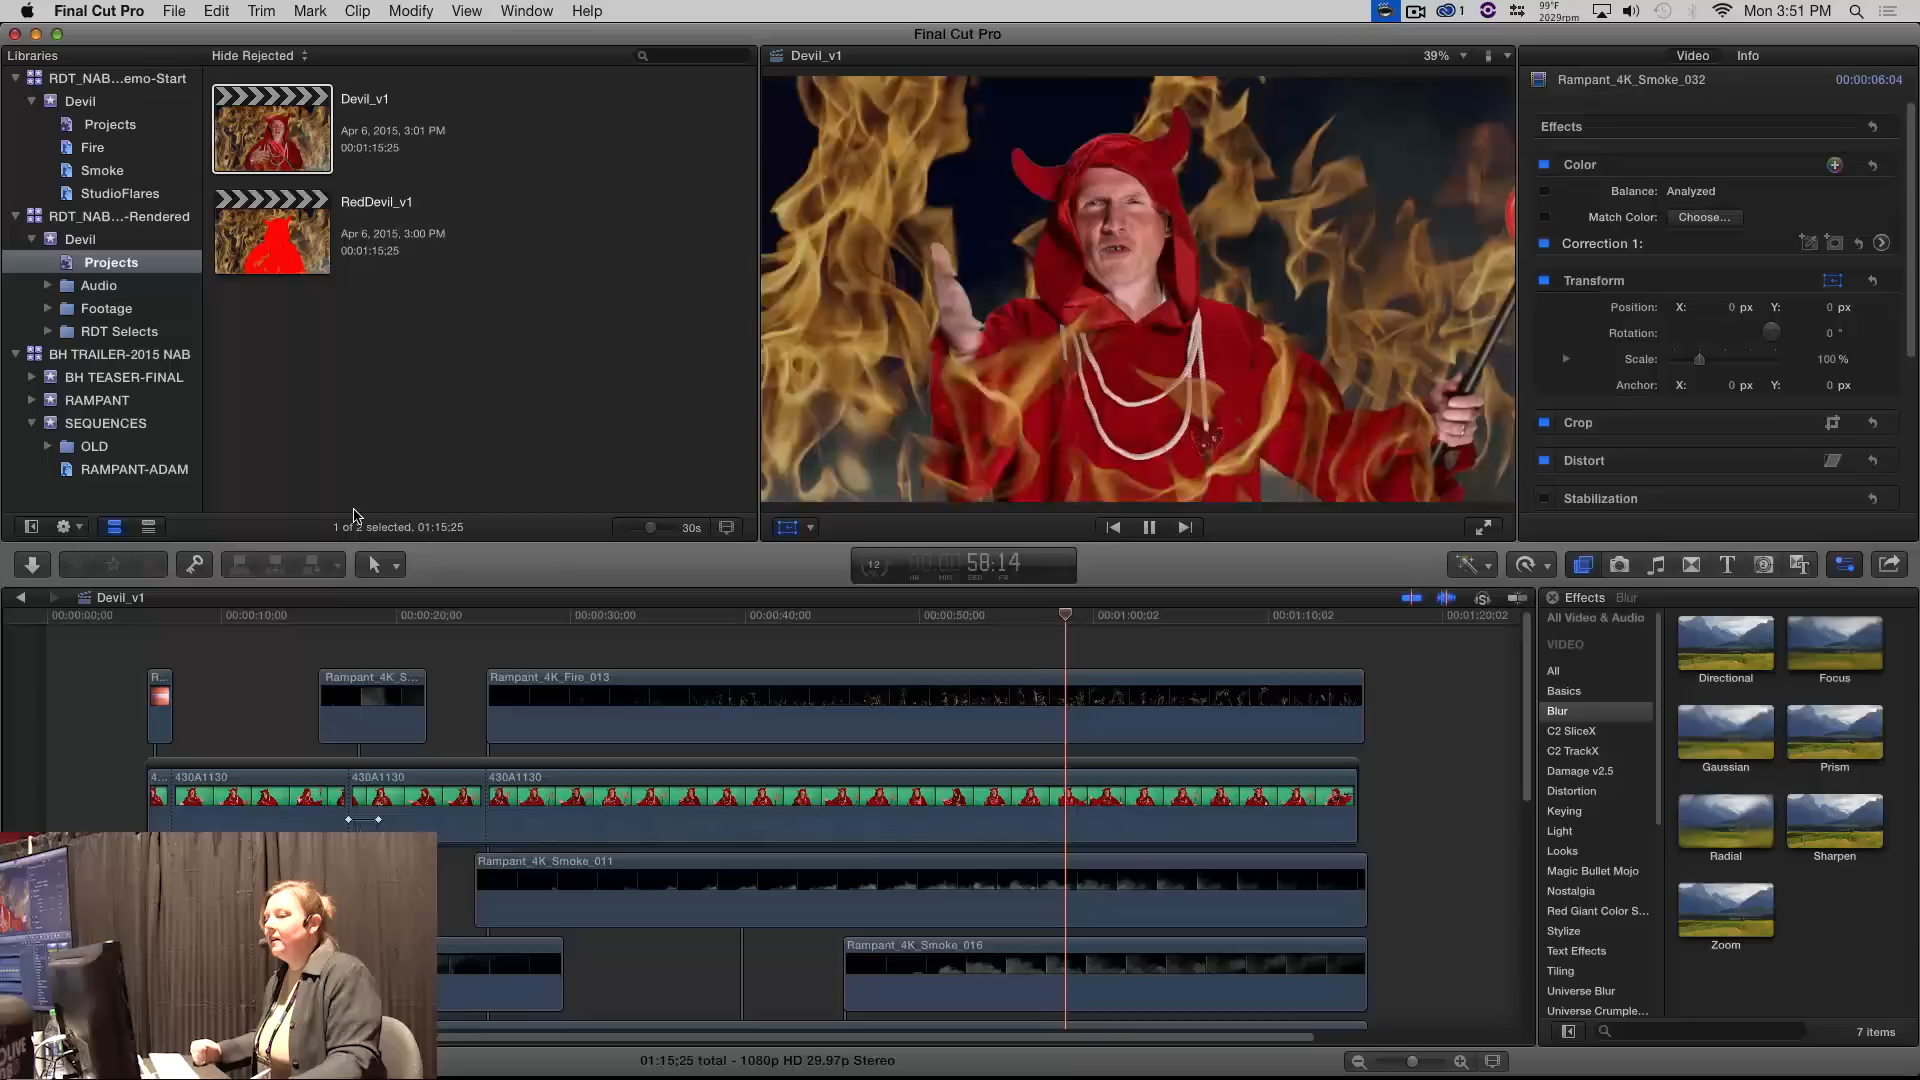 Final Cut Pro File Edit Trim Mark Clip Modify View Window Help
1
99°F
2029rpm
Mon 3:51 PM
Final Cut Pro
Libraries
RDT_NAB...emo-Start
Devil
Projects
Fire
Smoke
StudioFlares
RDT_NAB...-Rendered
Devil
Projects
Audio
Footage
RDT Selects
BH TRAILER-2015 NAB
BH TEASER-FINAL
RAMPANT
SEQUENCES
OLD
RAMPANT-ADAM
Hide Rejected
Devil_v1
Apr 6, 2015, 3:01 PM
00:01:15:25
RedDevil_v1
Apr 6, 2015, 3:00 PM
00:01:15:25
1 of 2 selected, 01:15;25
30s
Devil_v1
39%
Video Info
Rampant_4K_Smoke_032
00:00:06:04
Effects
Color
Balance: Analyzed
Match Color: Choose...
Correction 1:
Transform
Position: X: 0 px Y: 0 px
Rotation: 0 °
Scale: 100 %
Anchor: X: 0 px Y: 0 px
Crop
Distort
Stabilization
12
58:14
HR MIN SEC FR
Devil_v1
00:00:00;00 00:00:10;00 00:00:20;00 00:00:30;00 00:00:40;00 00:00:50;00 00:01:00;02 00:01:10;02 00:01:20;02
R...
Rampant_4K_S...
Rampant_4K_Fire_013
4... 430A1130 430A1130 430A1130
Rampant_4K_Smoke_011
Rampant_4K_Smoke_016
01:15;25 total - 1080p HD 29.97p Stereo
Effects Blur
All Video & Audio
VIDEO
All
Basics
Blur
C2 SliceX
C2 TrackX
Damage v2.5
Distortion
Keying
Light
Looks
Magic Bullet Mojo
Nostalgia
Red Giant Color S...
Stylize
Text Effects
Tiling
Universe Blur
Universe Crumple...
Directional
Focus
Gaussian
Prism
Radial
Sharpen
Zoom
7 items